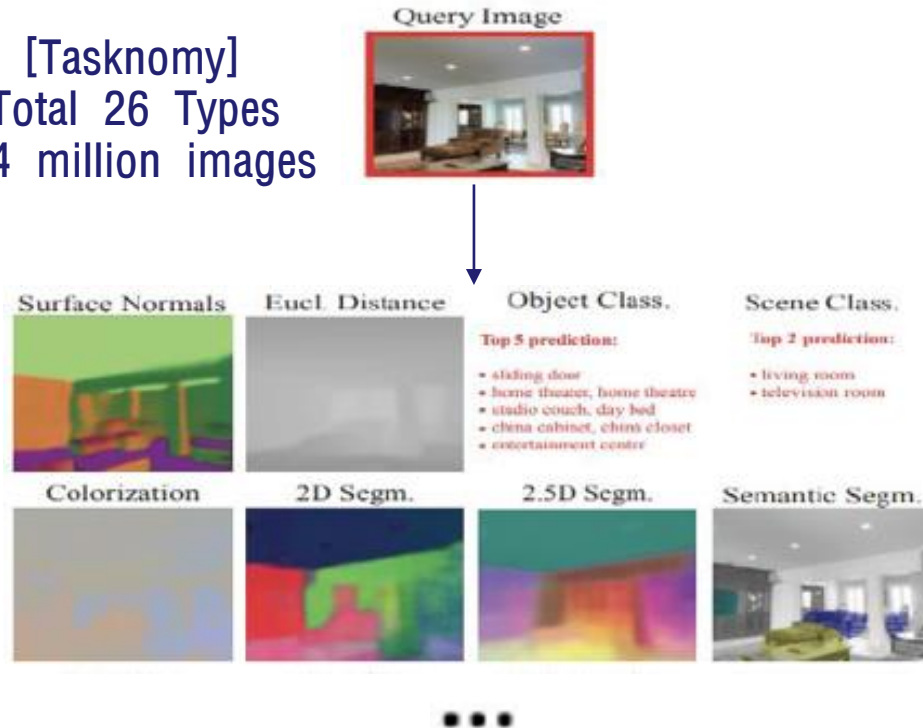 Query Image
[Tasknomy]
Total 26 Types
4 million images
Surface Normals
Eucl. Distance
Object Class.
Scene Class.
Top 5 prediction:
• sliding door
• home theater, home theatre
• studio couch, day bed
• china cabinet, china closet
• entertainment center
Top 2 prediction:
• living room
• television room
Colorization
2D Segm.
2.5D Segm.
Semantic Segm.
...